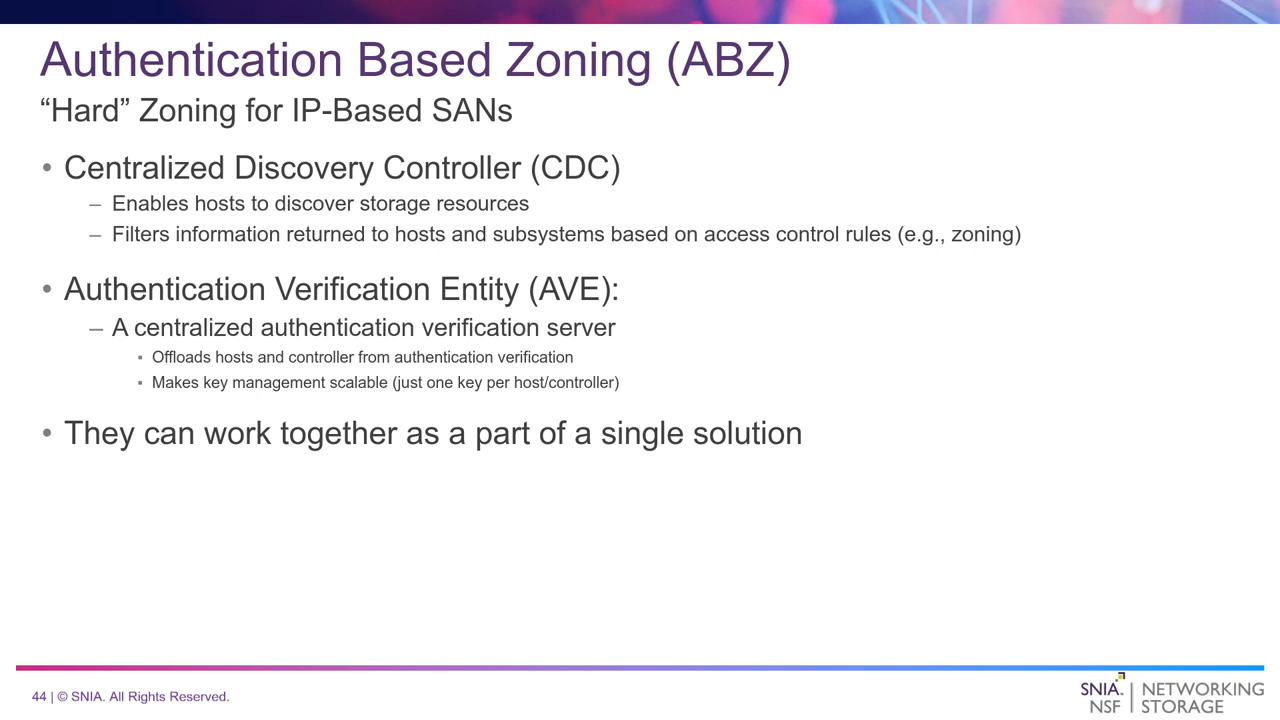 Authentication Based Zoning (ABZ)
“Hard” Zoning for IP-Based SANs
• Centralized Discovery Controller (CDC)
– Enables hosts to discover storage resources
– Filters information returned to hosts and subsystems based on access control rules (e.g., zoning)
• Authentication Verification Entity (AVE):
– A centralized authentication verification server
▪ Offloads hosts and controller from authentication verification
▪ Makes key management scalable (just one key per host/controller)
• They can work together as a part of a single solution
44 | © SNIA. All Rights Reserved.
SNIA. | NETWORKING
NSF | STORAGE